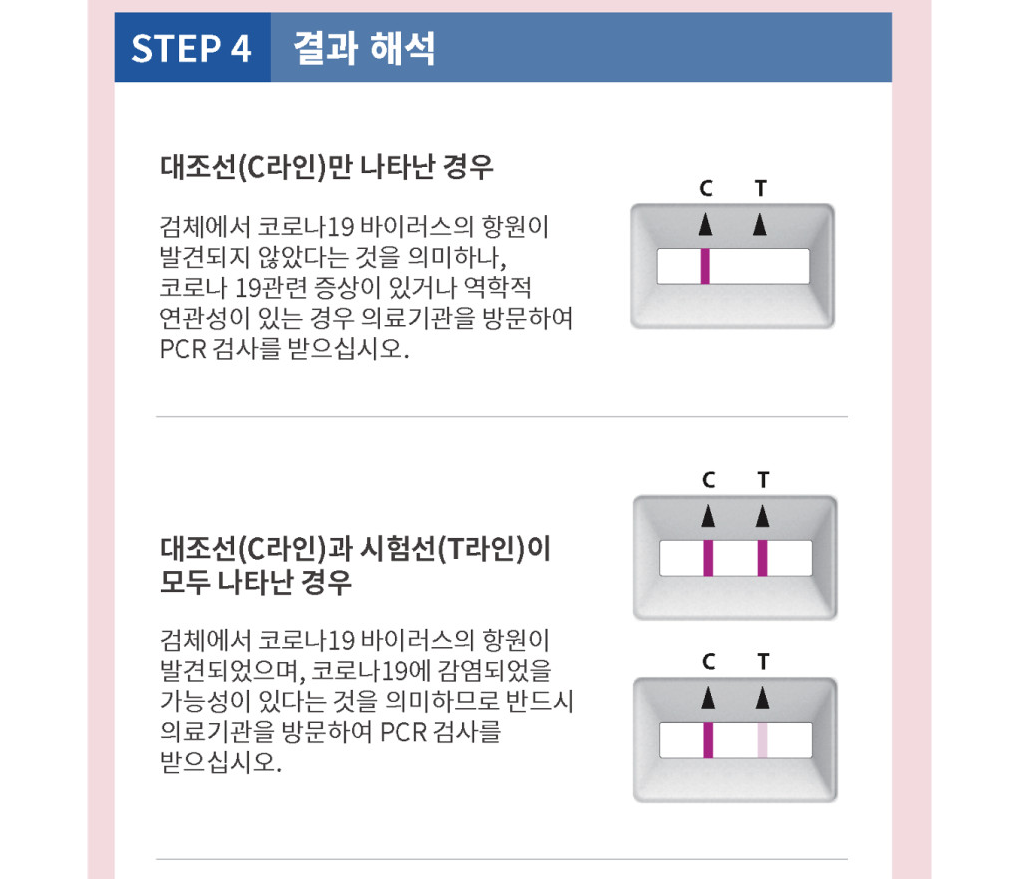 STEP 4 결과 해석
대조선(C라인)만 나타난 경우
검체에서 코로나19 바이러스의 항원이
발견되지 않았다는 것을 의미하나,
코로나 19관련 증상이 있거나 역학적
연관성이 있는 경우 의료기관을 방문하여
PCR 검사를 받으십시오.
C T
대조선(C라인)과 시험선(T라인)이
모두 나타난 경우
검체에서 코로나19 바이러스의 항원이
발견되었으며, 코로나19에 감염되었을
가능성이 있다는 것을 의미하므로 반드시
의료기관을 방문하여 PCR 검사를
받으십시오.
C T
C T